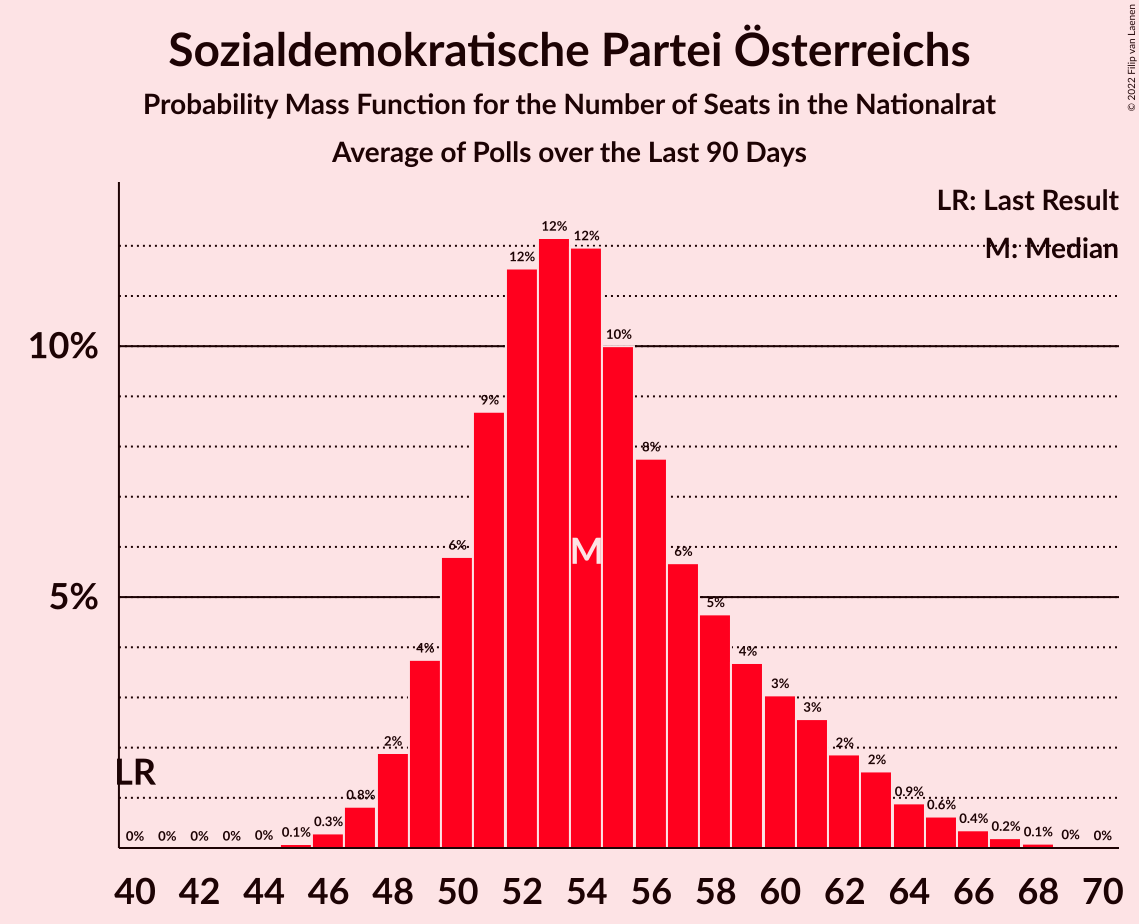 Sozialdemokratische Partei Österreichs
Probability Mass Function for the Number of Seats in the Nationalrat
Average of Polls over the Last 90 Days
© 2022 Filip van Laenen
LR: Last Result
M: Median
10%
5%
LR
M
0% 0% 0% 0% 0% 0.1% 0.3% 0.8% 2% 4% 6% 9% 12% 12% 12% 10% 8% 6% 5% 4% 3% 3% 2% 2% 0.9% 0.6% 0.4% 0.2% 0.1% 0% 0%
40 42 44 46 48 50 52 54 56 58 60 62 64 66 68 70